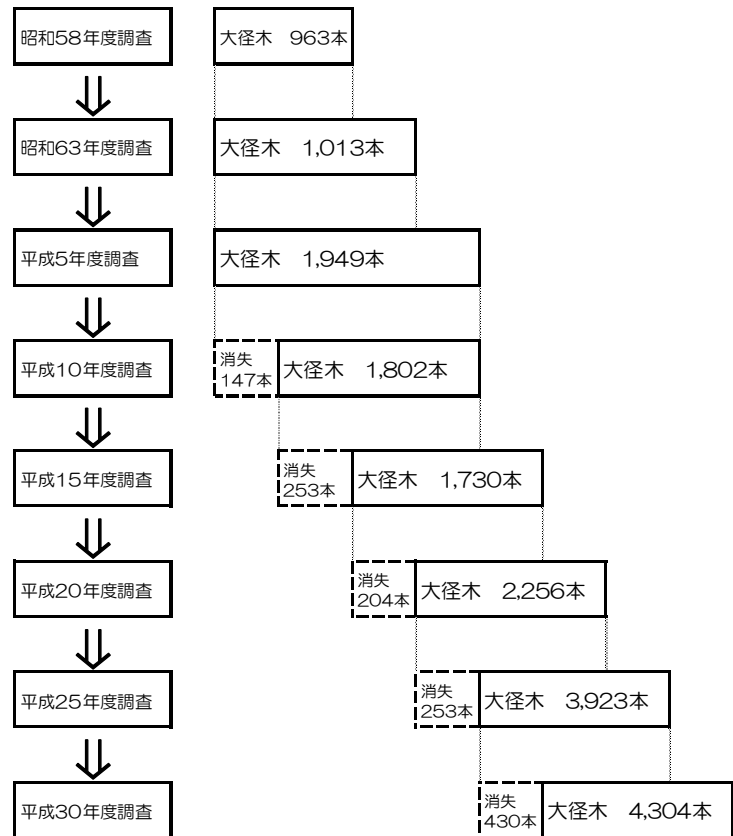 昭和58年度調査
大径木 963本
昭和63年度調査
大径木 1,013本
平成5年度調査
大径木 1,949本
平成10年度調査
消失
147本
大径木 1,802本
平成15年度調査
消失
253本
大径木 1,730本
平成20年度調査
消失
204本
大径木 2,256本
平成25年度調査
消失
253本
大径木 3,923本
平成30年度調査
消失
430本
大径木 4,304本